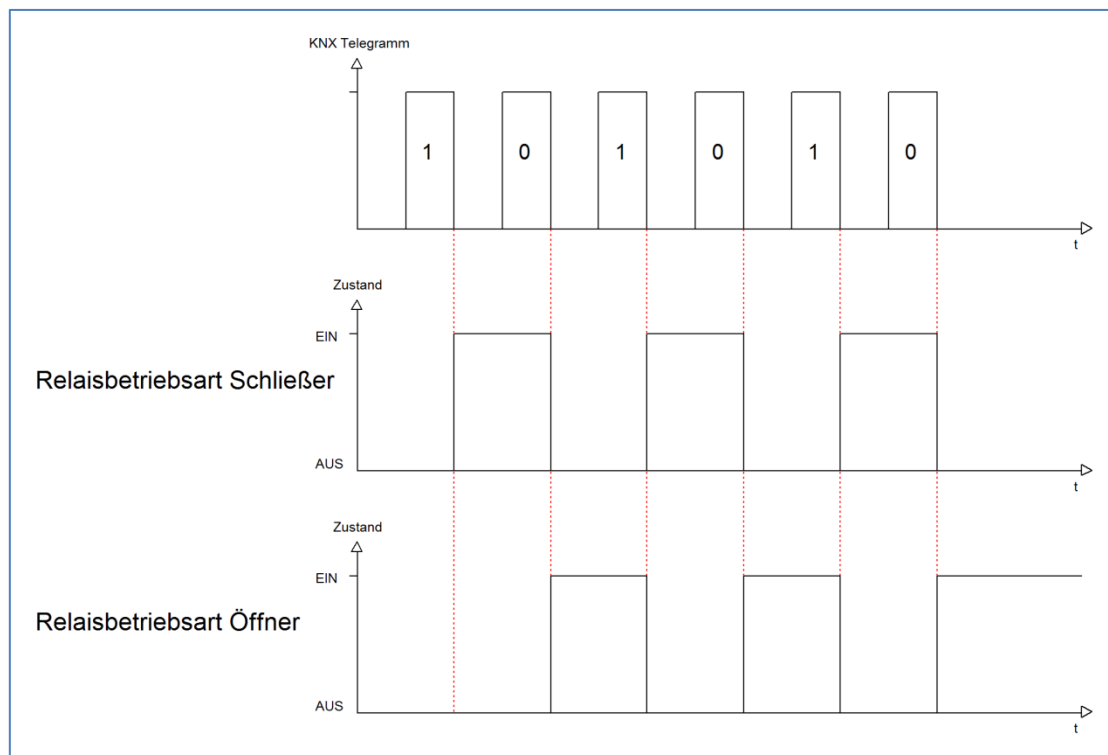 KNX Telegramm
1 0 1 0 1 0
t
Zustand
EIN
Relaisbetriebsart Schließer
AUS
t
Zustand
EIN
Relaisbetriebsart Öffner
AUS
t